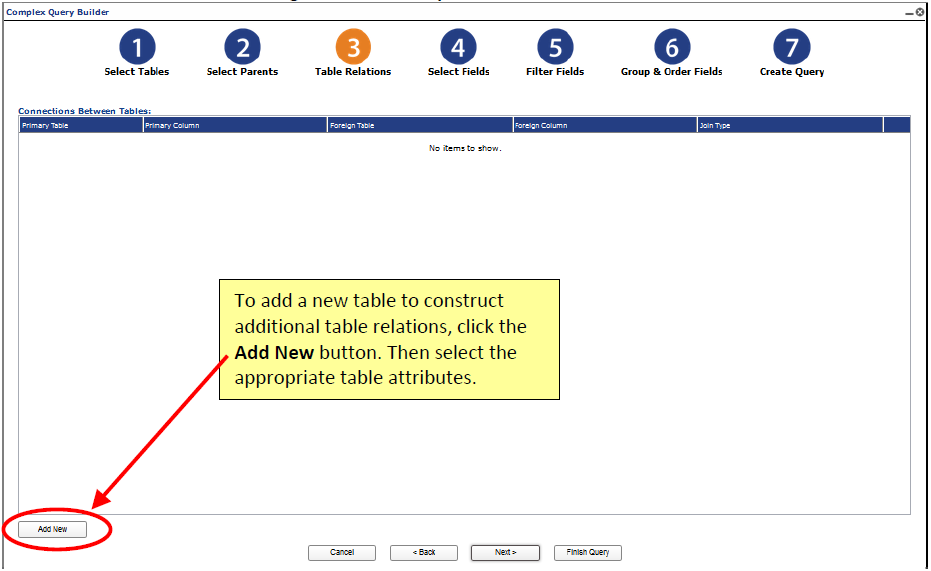 Complex Query Builder
1 2 3 4 5 6 7
Select Tables Select Parents Table Relations Select Fields Filter Fields Group & Order Fields Create Query
Connections Between Tables:
Primary Table Primary Column Foreign Table Foreign Column Join Type
No items to show.
To add a new table to construct
additional table relations, click the
Add New button. Then select the
appropriate table attributes.
Add New
Cancel < Back Next > Finish Query